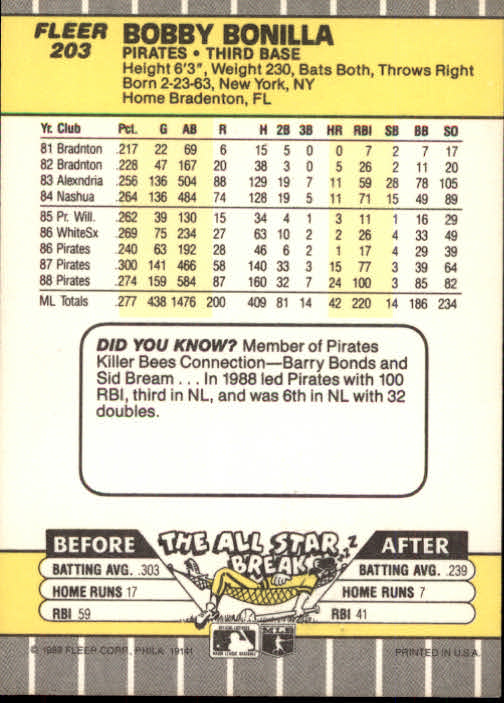 FLEER
203
BOBBY BONILLA
PIRATES • THIRD BASE
Height 6'3", Weight 230, Bats Both, Throws Right
Born 2-23-63, New York, NY
Home Bradenton, FL
Yr. Club Pct. G AB R H 2B 3B HR RBI SB BB SO
81 Bradnton .217 22 69 6 15 5 0 0 7 2 7 17
82 Bradnton .228 47 167 20 38 3 0 5 26 2 11 20
83 Alexndria .256 136 504 88 129 19 7 11 59 28 78 105
84 Nashua .264 136 484 74 128 19 5 11 71 15 49 89
85 Pr. Will. .262 39 130 15 34 4 1 3 11 1 16 29
86 WhiteSx .269 75 234 27 63 10 2 2 26 4 33 49
86 Pirates .240 63 192 28 46 6 2 1 17 4 29 39
87 Pirates .300 141 466 58 140 33 3 15 77 3 39 64
88 Pirates .274 159 584 87 160 32 7 24 100 3 85 82
ML Totals .277 438 1476 200 409 81 14 42 220 14 186 234
DID YOU KNOW? Member of Pirates
Killer Bees Connection—Barry Bonds and
Sid Bream . . . In 1988 led Pirates with 100
RBI, third in NL, and was 6th in NL with 32
doubles.
BEFORE THE ALL STAR BREAK AFTER
zzz
BATTING AVG. .303 BATTING AVG. .239
HOME RUNS 17 HOME RUNS 7
RBI 59 RBI 41
© 1989 FLEER CORP., PHILA. 19141 PRINTED IN U.S.A.